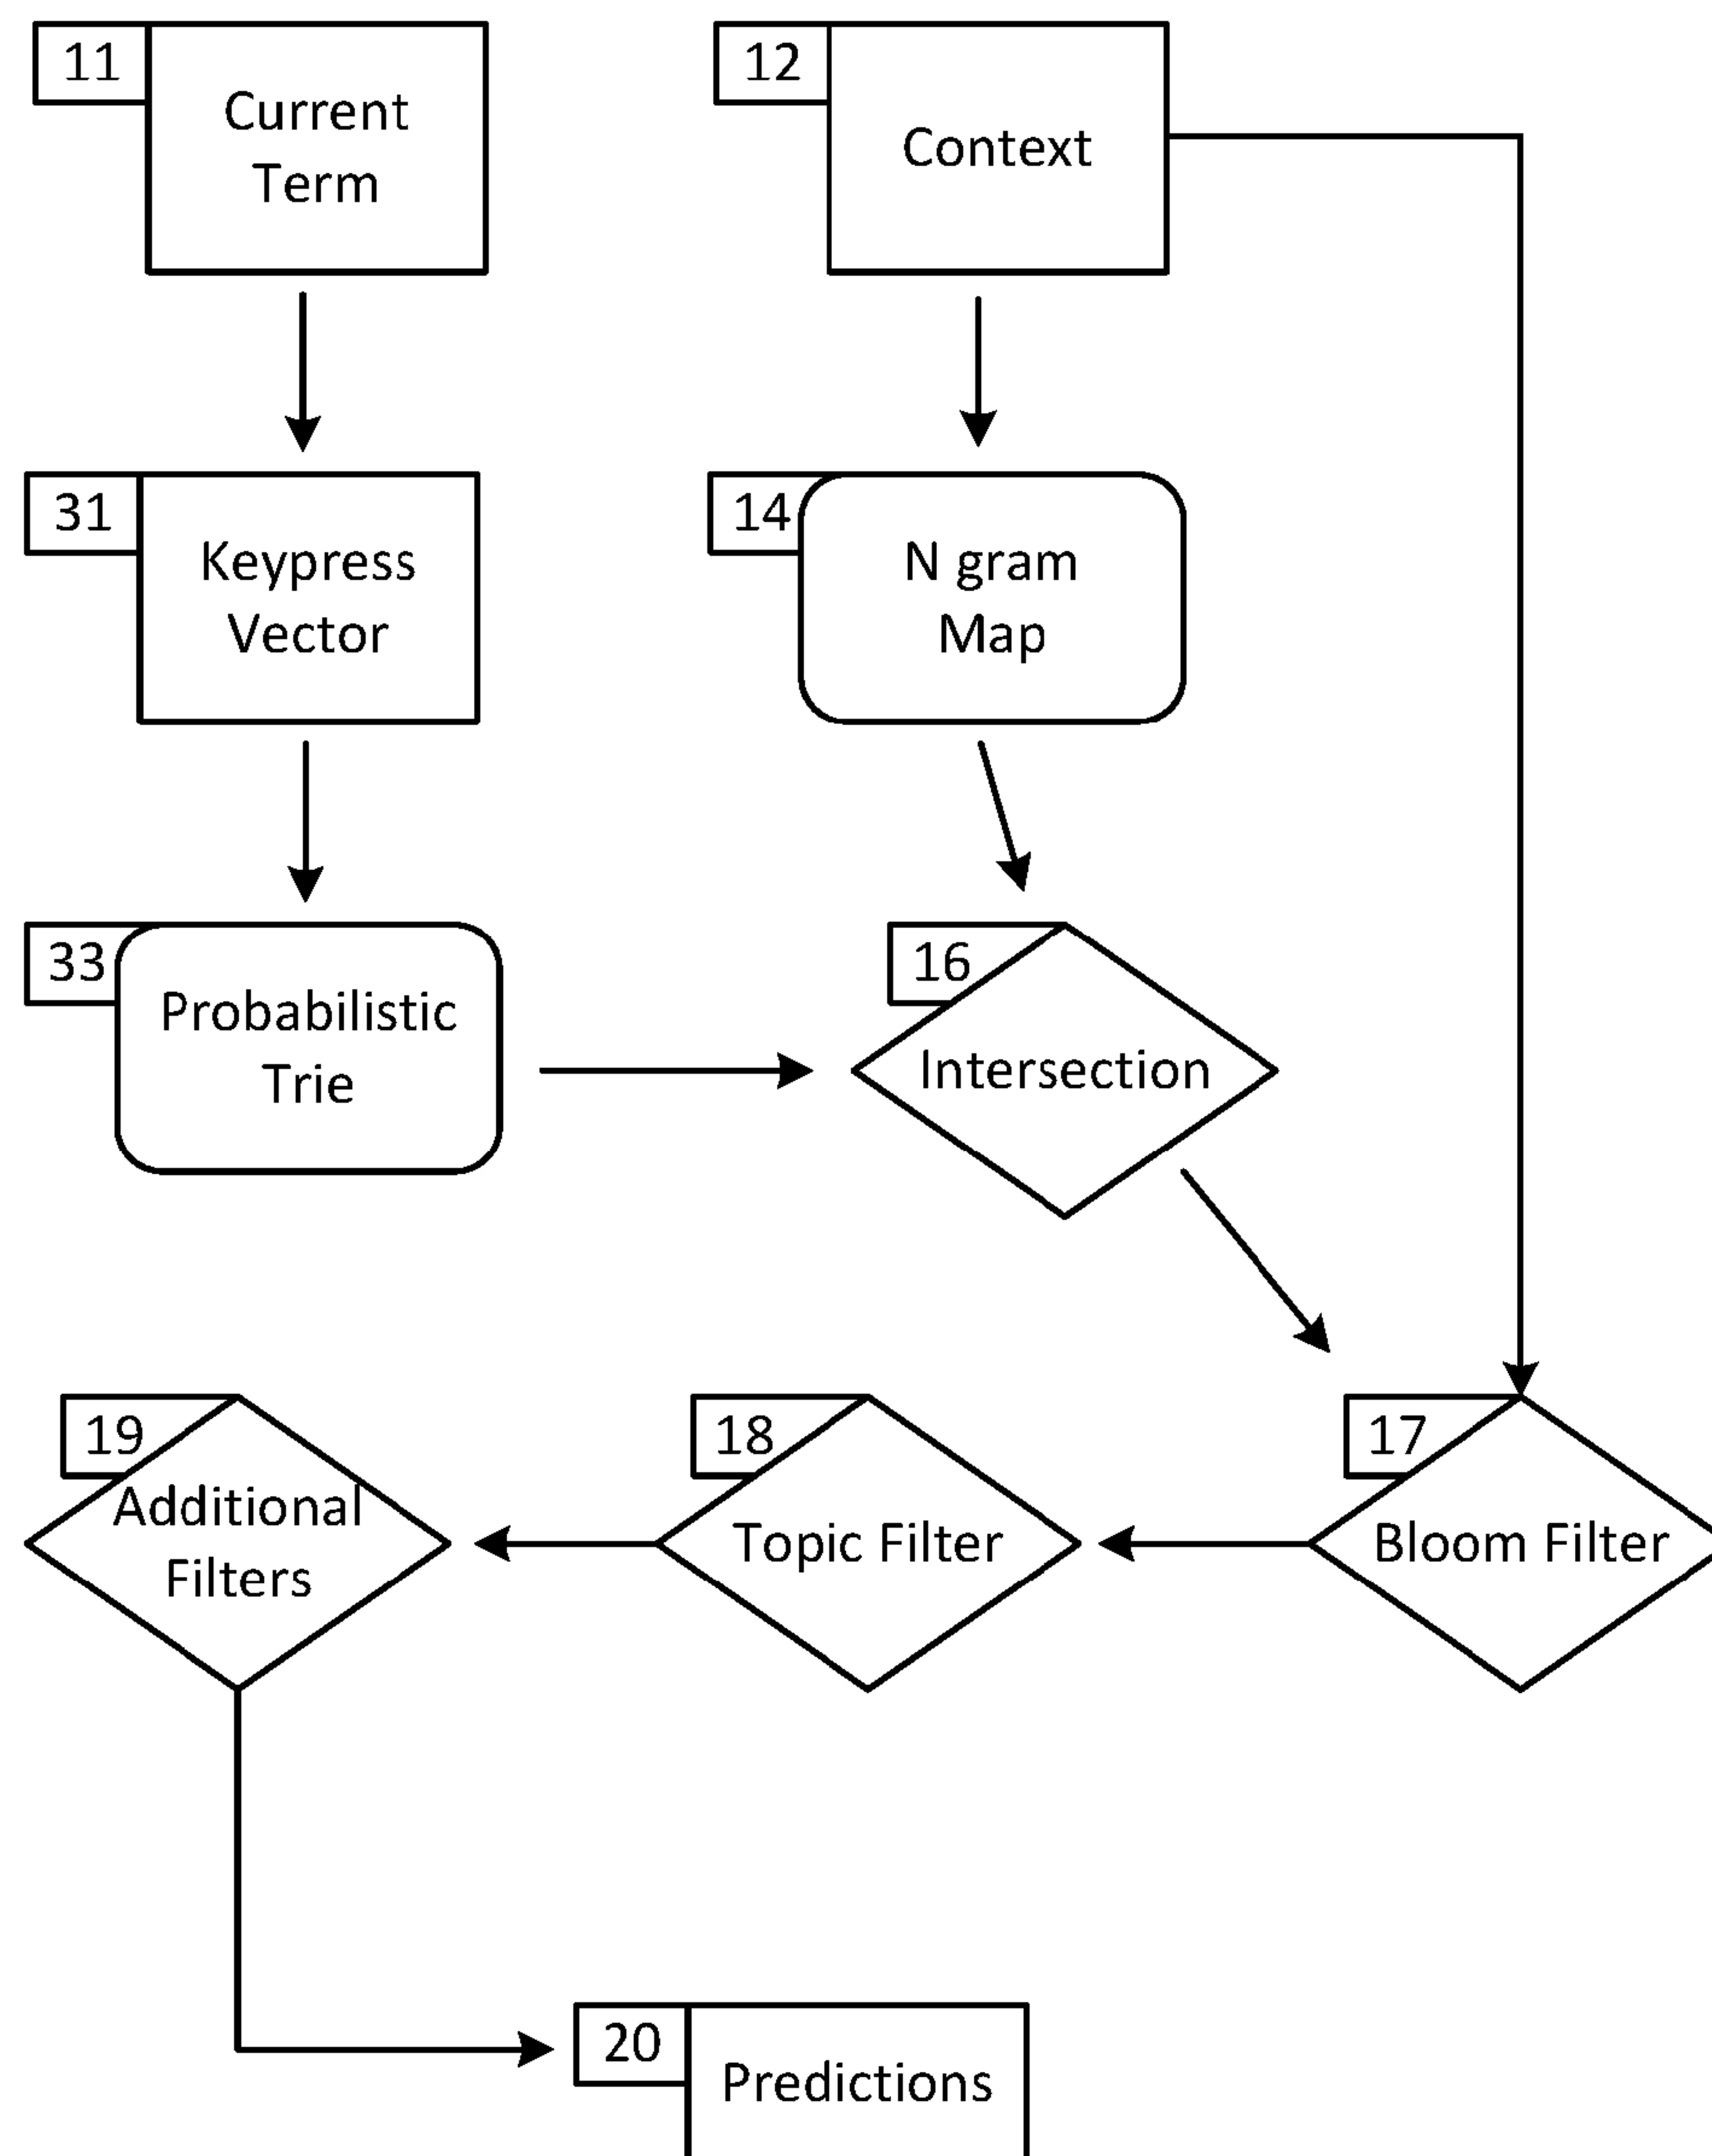 11
Current
Term
12
Context
31
Keypress
Vector
14
N gram
Map
33
Probabilistic
Trie
16
Intersection
19
Additional
Filters
18
Topic Filter
17
Bloom Filter
20
Predictions